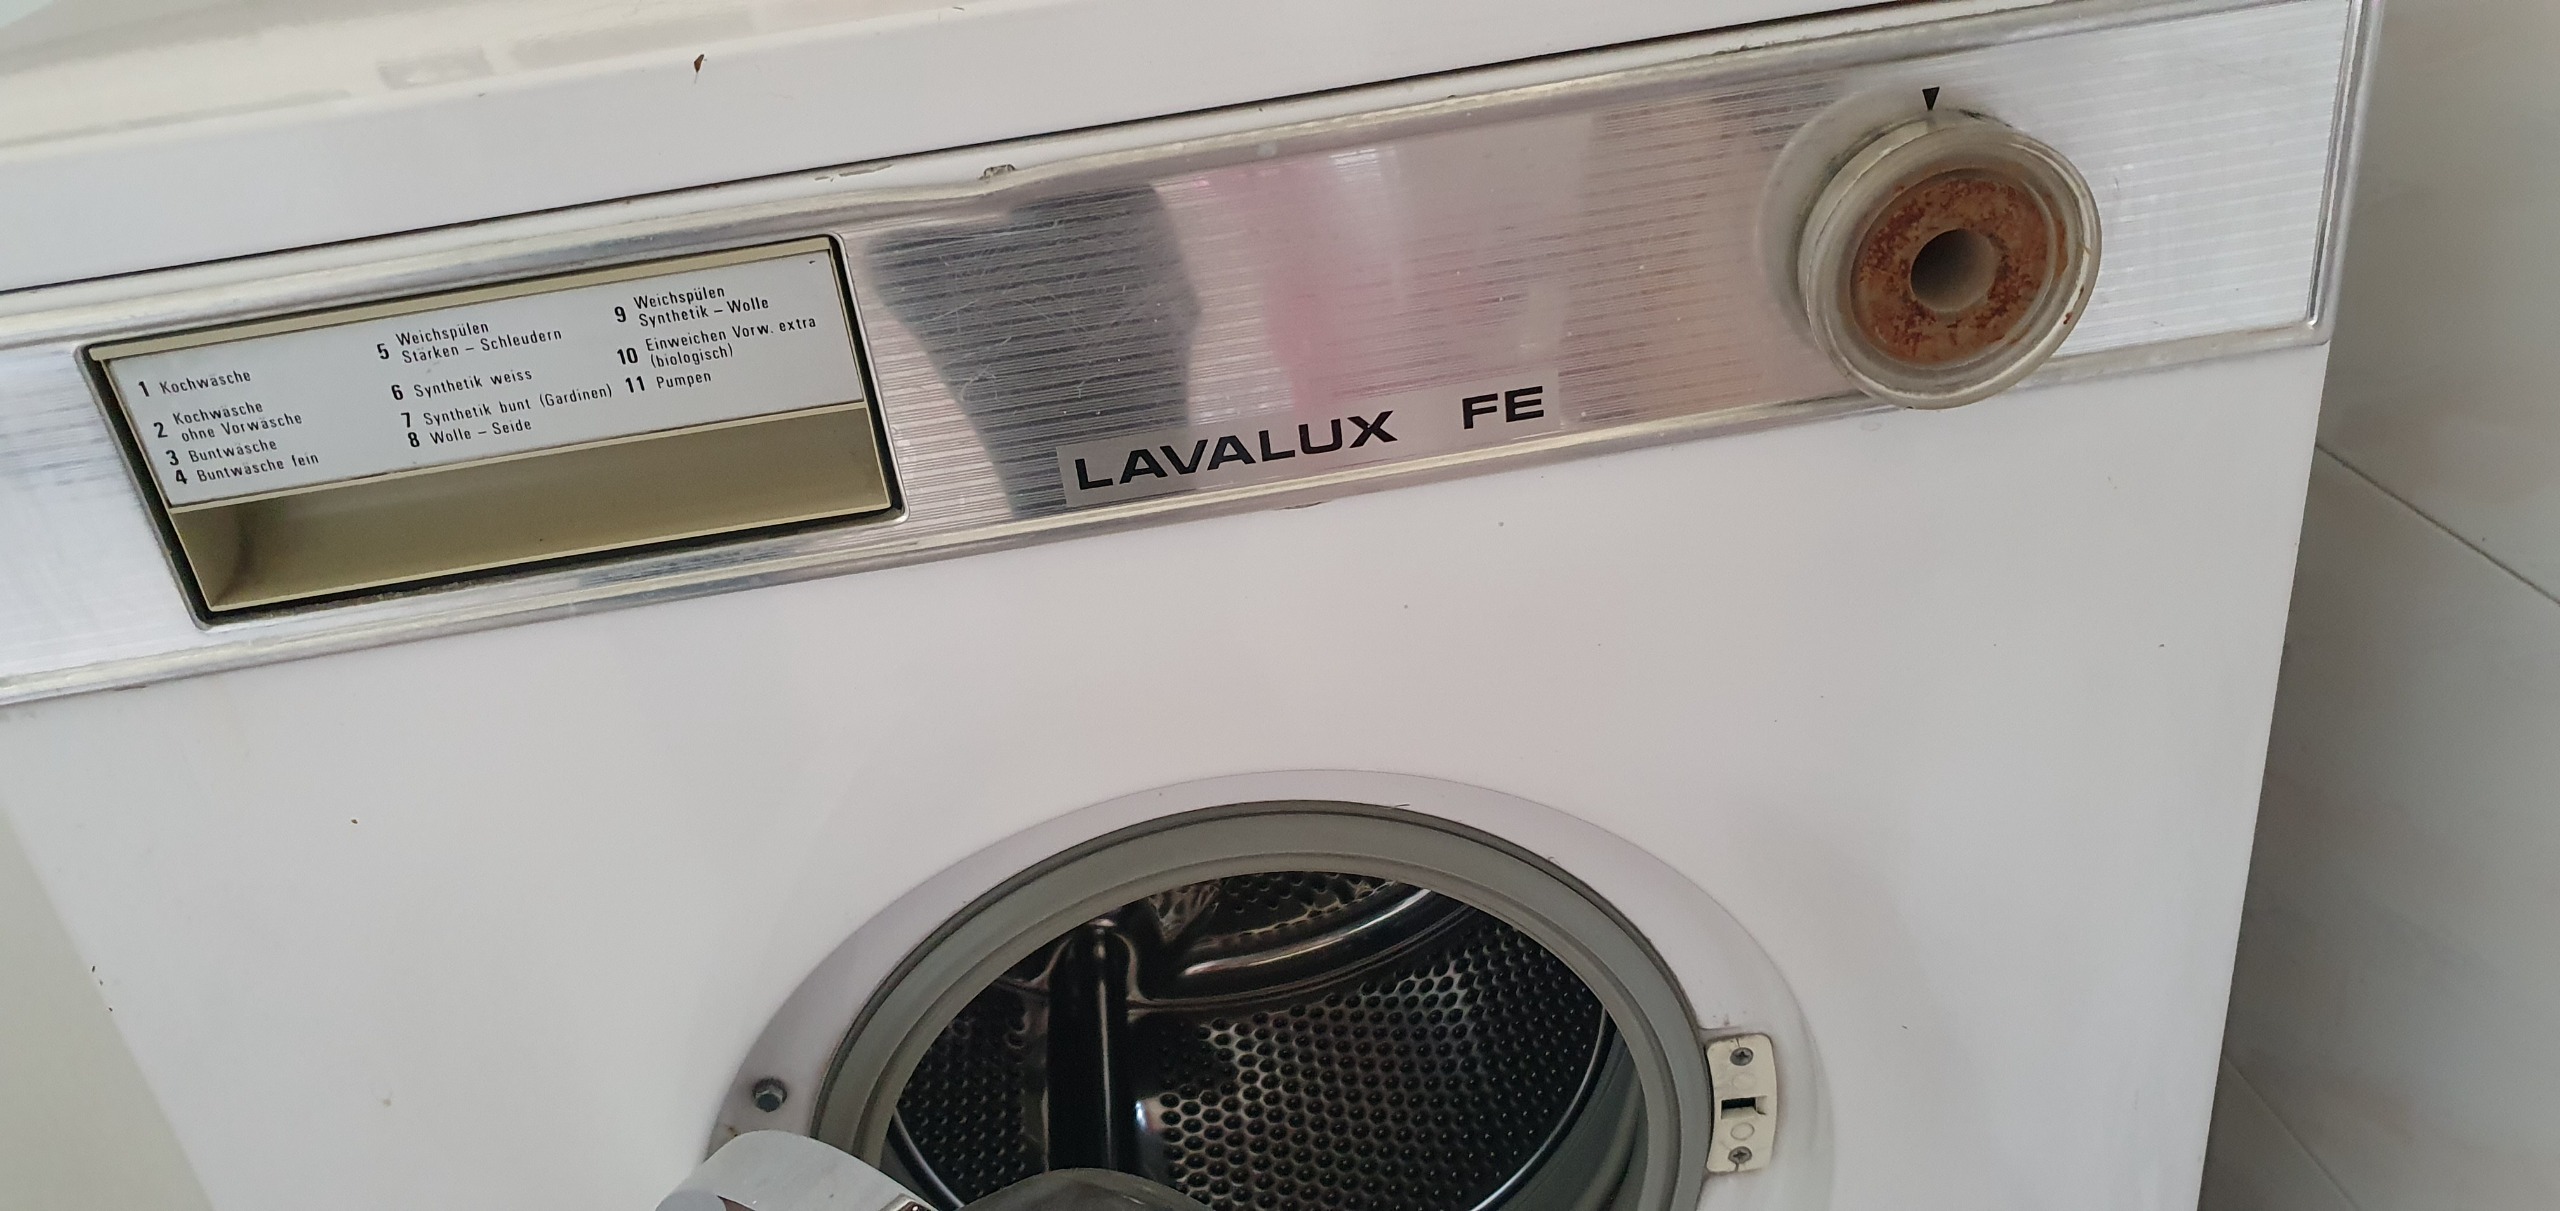 1 Kochwäsche
2 Kochwäsche
ohne Vorwäsche
3 Buntwäsche
4 Buntwäsche fein
5 Weichspülen
Stärken – Schleudern
6 Synthetik weiss
7 Synthetik bunt (Gardinen)
8 Wolle – Seide
9 Weichspülen
Synthetik – Wolle
10 Einweichen Vorw. extra
(biologisch)
11 Pumpen
LAVALUX FE